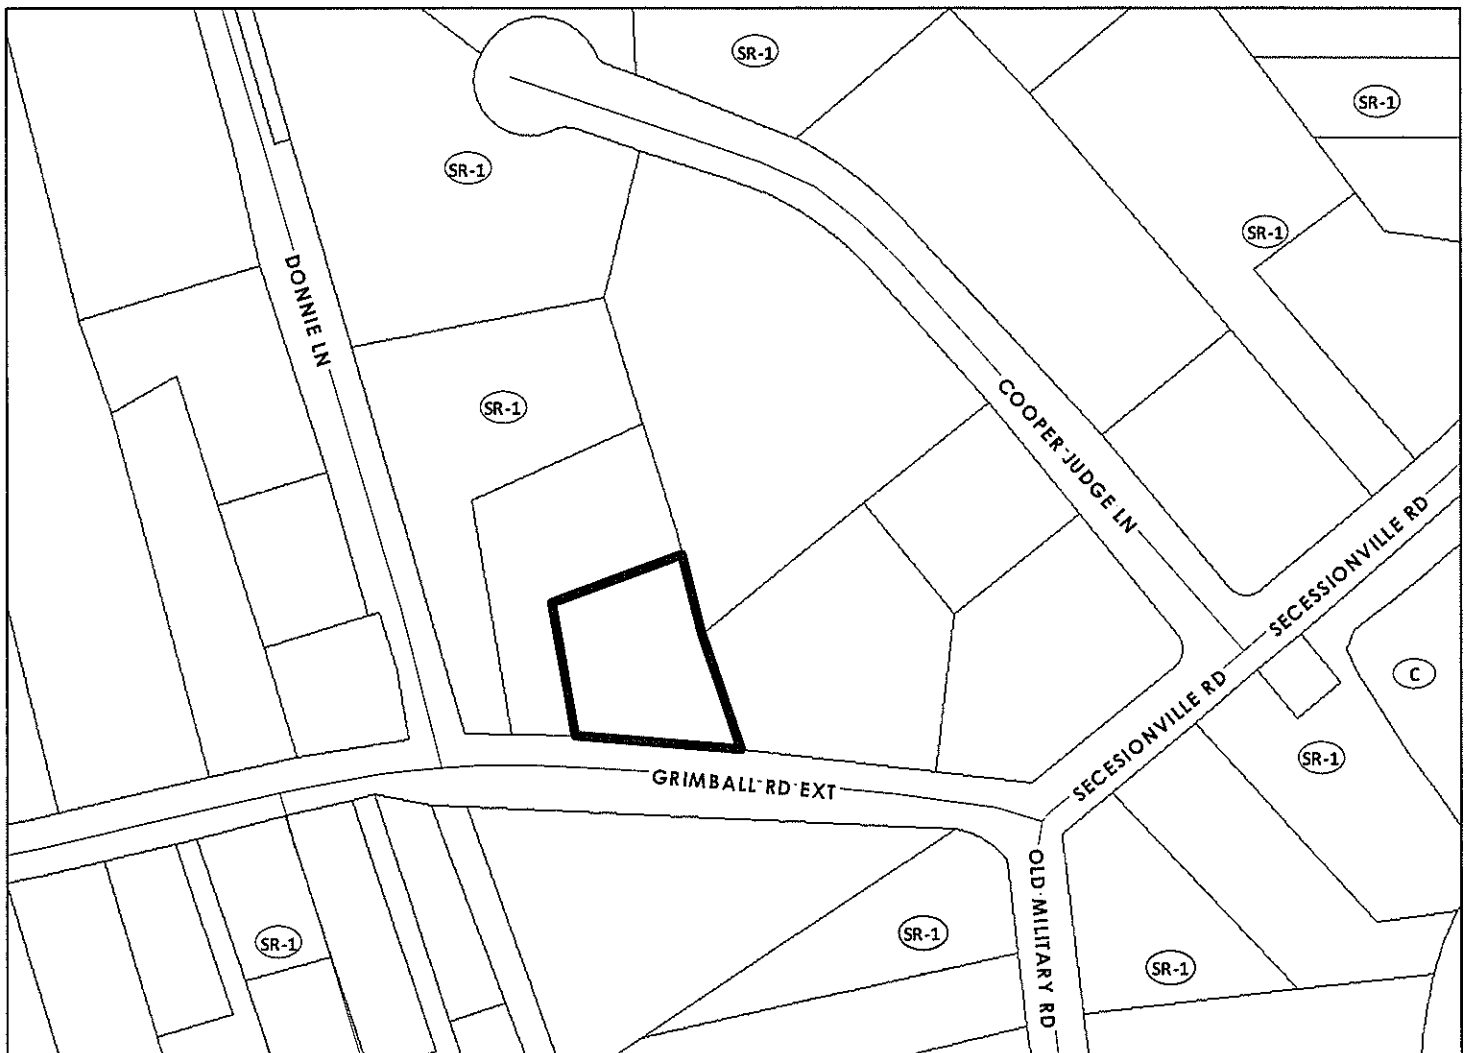 SR-1
SR-1
SR-1
SR-1
DONNIE LN
SR-1
COOPER JUDGE LN
SECESSIONVILLE RD
C
SECESIONVILLE RD
SR-1
GRIMBALL RD EXT
OLD MILITARY RD
SR-1
SR-1
SR-1